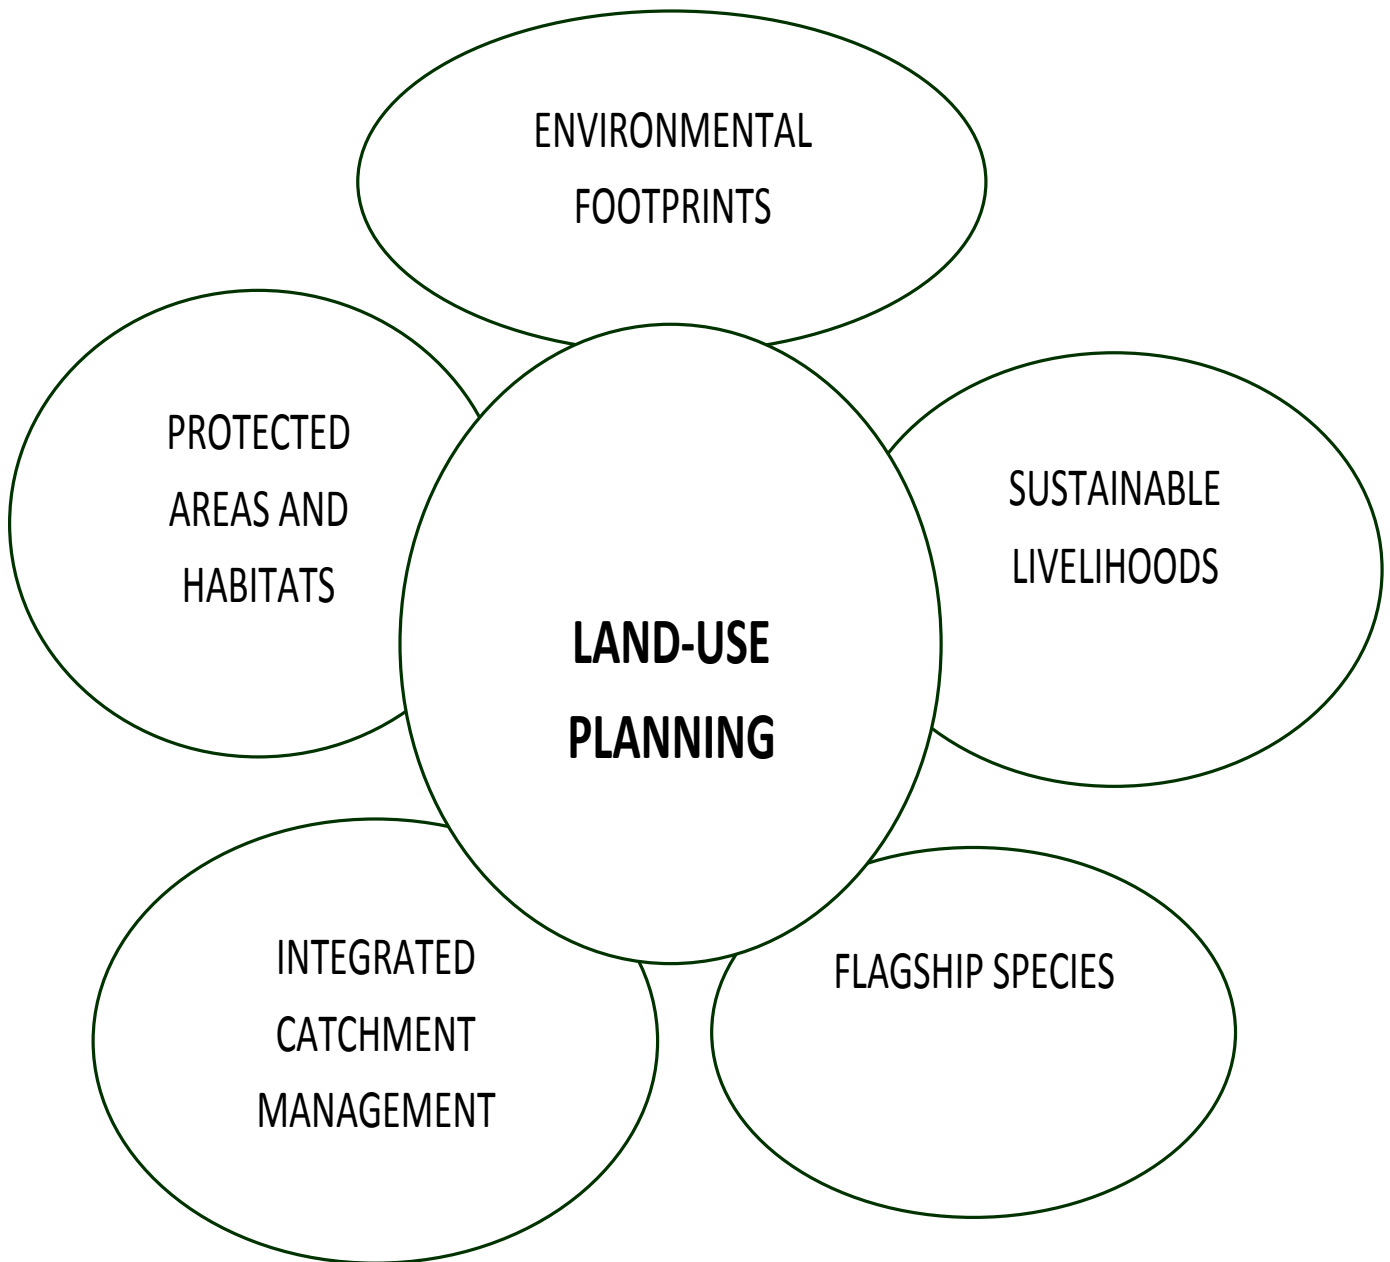 ENVIRONMENTAL
FOOTPRINTS
PROTECTED
AREAS AND
HABITATS
SUSTAINABLE
LIVELIHOODS
LAND-USE
PLANNING
INTEGRATED
CATCHMENT
MANAGEMENT
FLAGSHIP SPECIES